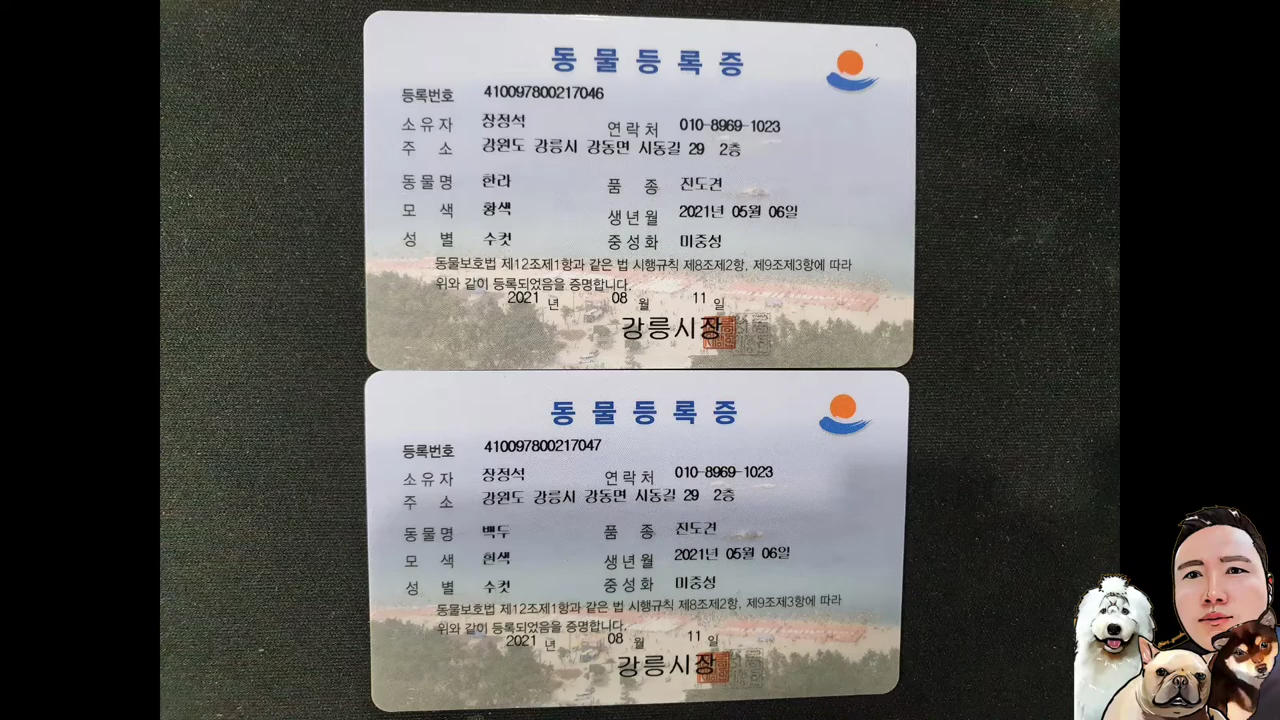 동물등록증
등록번호 410097800217046
소유자 장정석 연락처 010-8969-1023
주 소 강원도 강릉시 강동면 시동길 29 2층
동물명 한라 품 종 진도견
모 색 황색 생년월 2021년 05월 06일
성 별 수컷 중성화 미중성
동물보호법 제12조제1항과 같은 법 시행규칙 제8조제2항, 제9조제3항에 따라
위와 같이 등록되었음을 증명합니다.
2021 년 08 월 11 일
강릉시장
동물등록증
등록번호 410097800217047
소유자 장정석 연락처 010-8969-1023
주 소 강원도 강릉시 강동면 시동길 29 2층
동물명 백두 품 종 진도견
모 색 흰색 생년월 2021년 05월 06일
성 별 수컷 중성화 미중성
동물보호법 제12조제1항과 같은 법 시행규칙 제8조제2항, 제9조제3항에 따라
위와 같이 등록되었음을 증명합니다.
2021 년 08 월 11 일
강릉시장